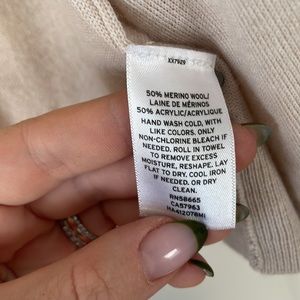 XX7929
50% MERINO WOOL/
LAINE DE MÉRINOS
50% ACRYLIC/ACRYLIQUE
HAND WASH COLD, WITH
LIKE COLORS. ONLY
NON-CHLORINE BLEACH IF
NEEDED. ROLL IN TOWEL
TO REMOVE EXCESS
MOISTURE, RESHAPE. LAY
FLAT TO DRY. COOL IRON
IF NEEDED. OR DRY
CLEAN.
RN58665
CA57963
HA612078MI